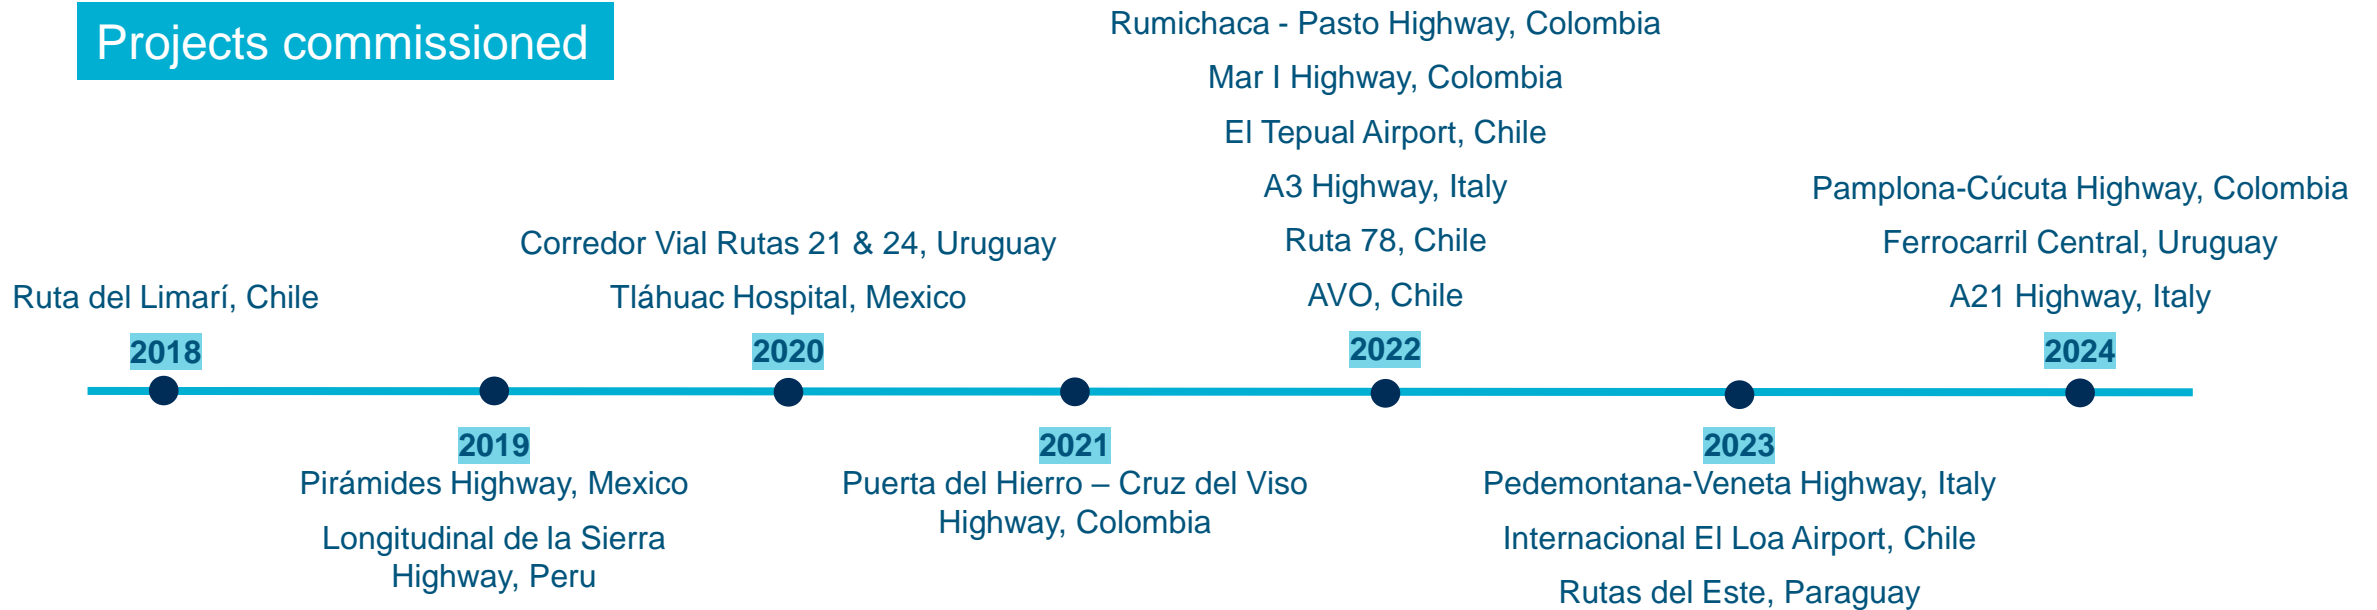 Projects commissioned
Ruta del Limarí, Chile
2018
2019
Pirámides Highway, Mexico
Longitudinal de la Sierra
Highway, Peru
Corredor Vial Rutas 21 & 24, Uruguay
Tláhuac Hospital, Mexico
2020
2021
Puerta del Hierro – Cruz del Viso
Highway, Colombia
Rumichaca - Pasto Highway, Colombia
Mar I Highway, Colombia
El Tepual Airport, Chile
A3 Highway, Italy
Ruta 78, Chile
AVO, Chile
2022
2023
Pedemontana-Veneta Highway, Italy
Internacional El Loa Airport, Chile
Rutas del Este, Paraguay
Pamplona-Cúcuta Highway, Colombia
Ferrocarril Central, Uruguay
A21 Highway, Italy
2024